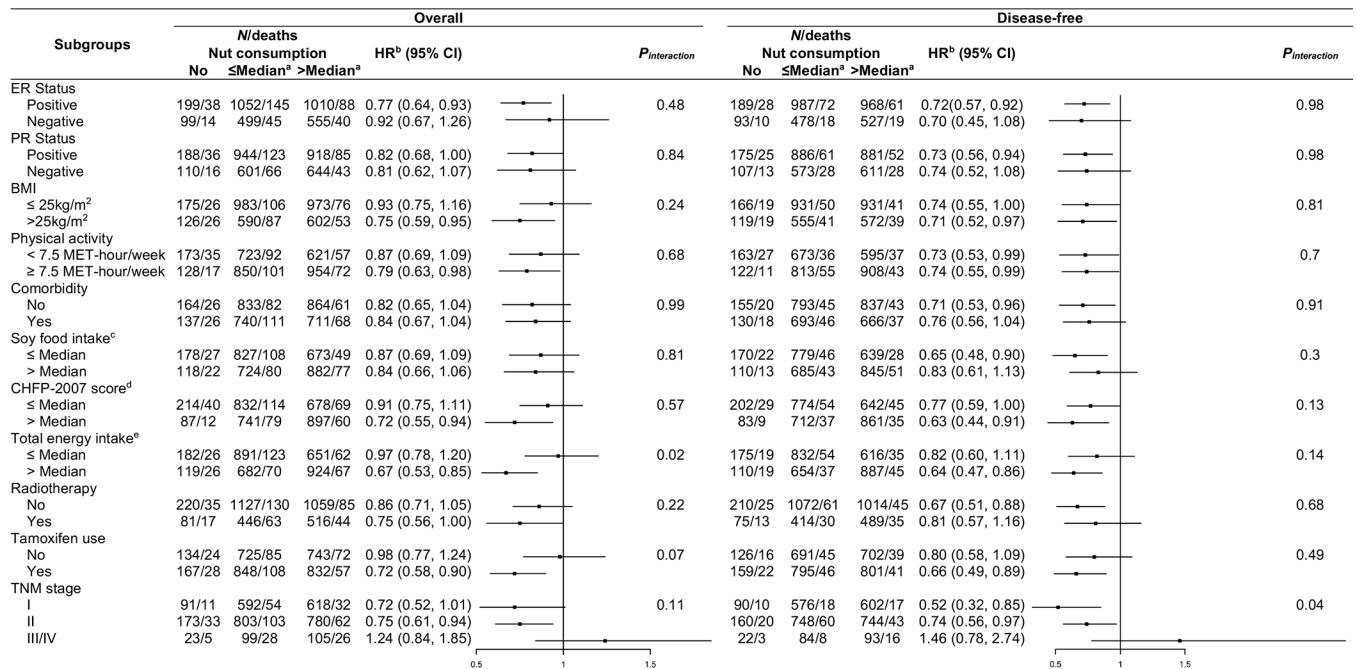 Overall Disease-free
Subgroups N/deaths HRᵇ (95% CI) P interaction N/deaths HRᵇ (95% CI) P interaction
Nut consumption Nut consumption
No ≤Medianᵃ >Medianᵃ No ≤Medianᵃ >Medianᵃ
ER Status
Positive 199/38 1052/145 1010/88 0.77 (0.64, 0.93) 0.48 189/28 987/72 968/61 0.72(0.57, 0.92) 0.98
Negative 99/14 499/45 555/40 0.92 (0.67, 1.26) 93/10 478/18 527/19 0.70 (0.45, 1.08)
PR Status
Positive 188/36 944/123 918/85 0.82 (0.68, 1.00) 0.84 175/25 886/61 881/52 0.73 (0.56, 0.94) 0.98
Negative 110/16 601/66 644/43 0.81 (0.62, 1.07) 107/13 573/28 611/28 0.74 (0.52, 1.08)
BMI
≤ 25kg/m² 175/26 983/106 973/76 0.93 (0.75, 1.16) 0.24 166/19 931/50 931/41 0.74 (0.55, 1.00) 0.81
>25kg/m² 126/26 590/87 602/53 0.75 (0.59, 0.95) 119/19 555/41 572/39 0.71 (0.52, 0.97)
Physical activity
< 7.5 MET-hour/week 173/35 723/92 621/57 0.87 (0.69, 1.09) 0.68 163/27 673/36 595/37 0.73 (0.53, 0.99) 0.7
≥ 7.5 MET-hour/week 128/17 850/101 954/72 0.79 (0.63, 0.98) 122/11 813/55 908/43 0.74 (0.55, 0.99)
Comorbidity
No 164/26 833/82 864/61 0.82 (0.65, 1.04) 0.99 155/20 793/45 837/43 0.71 (0.53, 0.96) 0.91
Yes 137/26 740/111 711/68 0.84 (0.67, 1.04) 130/18 693/46 666/37 0.76 (0.56, 1.04)
Soy food intakeᶜ
≤ Median 178/27 827/108 673/49 0.87 (0.69, 1.09) 0.81 170/22 779/46 639/28 0.65 (0.48, 0.90) 0.3
> Median 118/22 724/80 882/77 0.84 (0.66, 1.06) 110/13 685/43 845/51 0.83 (0.61, 1.13)
CHFP-2007 scoreᵈ
≤ Median 214/40 832/114 678/69 0.91 (0.75, 1.11) 0.57 202/29 774/54 642/45 0.77 (0.59, 1.00) 0.13
> Median 87/12 741/79 897/60 0.72 (0.55, 0.94) 83/9 712/37 861/35 0.63 (0.44, 0.91)
Total energy intakeᵉ
≤ Median 182/26 891/123 651/62 0.97 (0.78, 1.20) 0.02 175/19 832/54 616/35 0.82 (0.60, 1.11) 0.14
> Median 119/26 682/70 924/67 0.67 (0.53, 0.85) 110/19 654/37 887/45 0.64 (0.47, 0.86)
Radiotherapy
No 220/35 1127/130 1059/85 0.86 (0.71, 1.05) 0.22 210/25 1072/61 1014/45 0.67 (0.51, 0.88) 0.68
Yes 81/17 446/63 516/44 0.75 (0.56, 1.00) 75/13 414/30 489/35 0.81 (0.57, 1.16)
Tamoxifen use
No 134/24 725/85 743/72 0.98 (0.77, 1.24) 0.07 126/16 691/45 702/39 0.80 (0.58, 1.09) 0.49
Yes 167/28 848/108 832/57 0.72 (0.58, 0.90) 159/22 795/46 801/41 0.66 (0.49, 0.89)
TNM stage
I 91/11 592/54 618/32 0.72 (0.52, 1.01) 0.11 90/10 576/18 602/17 0.52 (0.32, 0.85) 0.04
II 173/33 803/103 780/62 0.75 (0.61, 0.94) 160/20 748/60 744/43 0.74 (0.56, 0.97)
III/IV 23/5 99/28 105/26 1.24 (0.84, 1.85) 22/3 84/8 93/16 1.46 (0.78, 2.74)
0.5 1 1.5 0.5 1 1.5